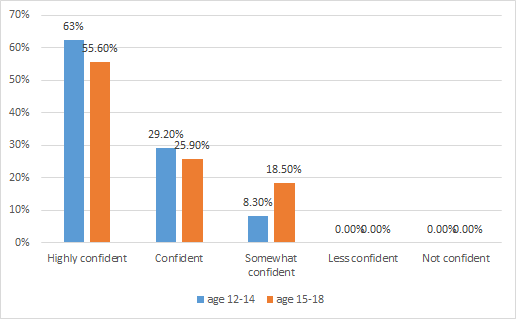 70%
63%
60%
55.60%
50%
40%
30%
29.20%
25.90%
20%
18.50%
10%
8.30%
0.00% 0.00%
0.00% 0.00%
0%
Highly confident
Confident
Somewhat
confident
Less confident
Not confident
age 12-14
age 15-18